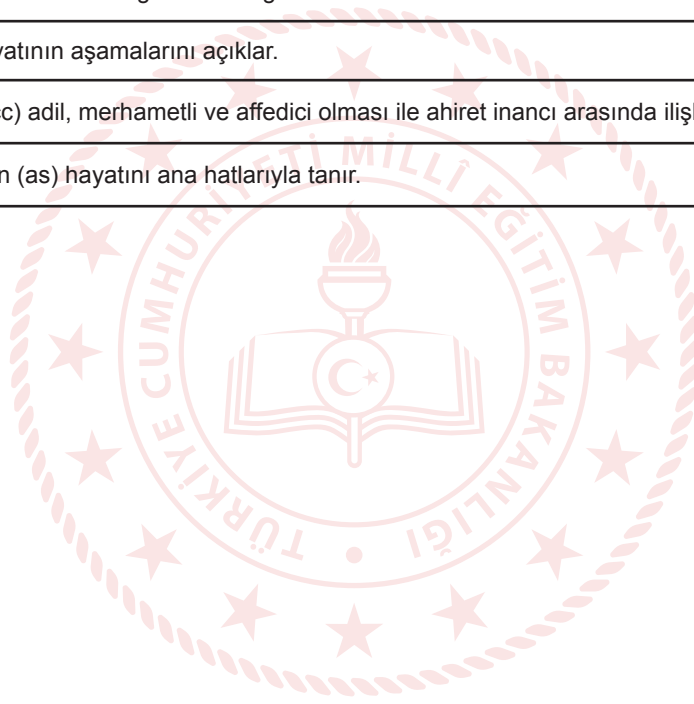 yatının aşamalarını açıklar.
c) adil, merhametli ve affedici olması ile ahiret inancı arasında
n (as) hayatını ana hatlarıyla tanır.
TÜRKİYE CUMHURİYETİ MİLLÎ EĞİTİM BAKANLIĞI